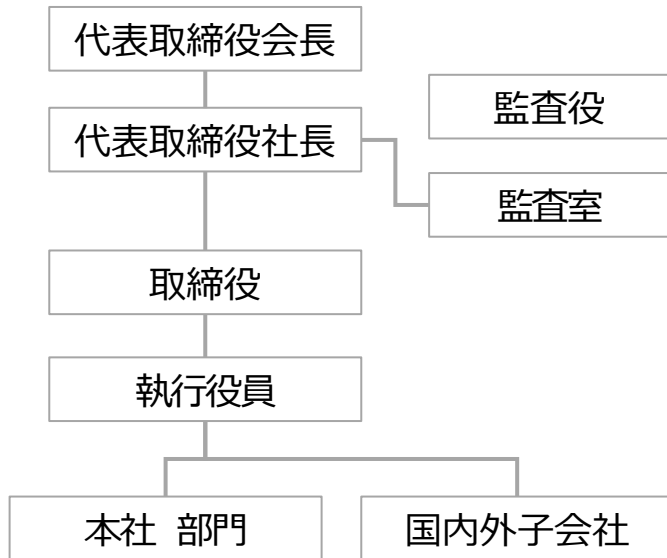 代表取締役会長
代表取締役社長
監査役
監査室
取締役
執行役員
本社 部門
国内外子会社